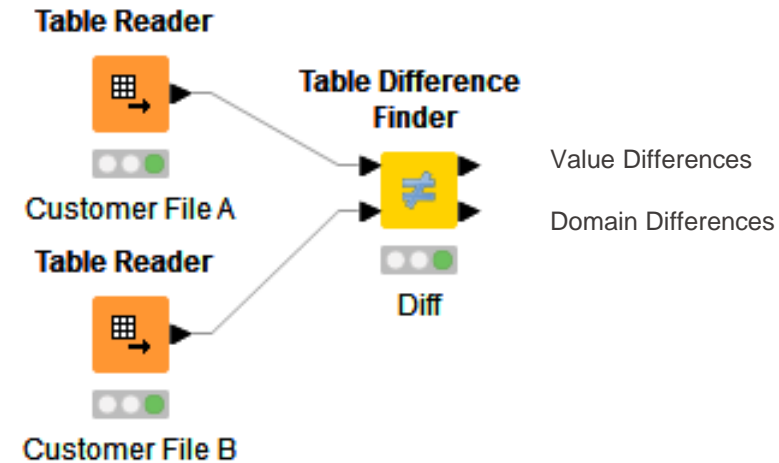 Table Reader
Table Difference
Finder
Value Differences
Customer File A
Domain Differences
Table Reader
Diff
Customer File B